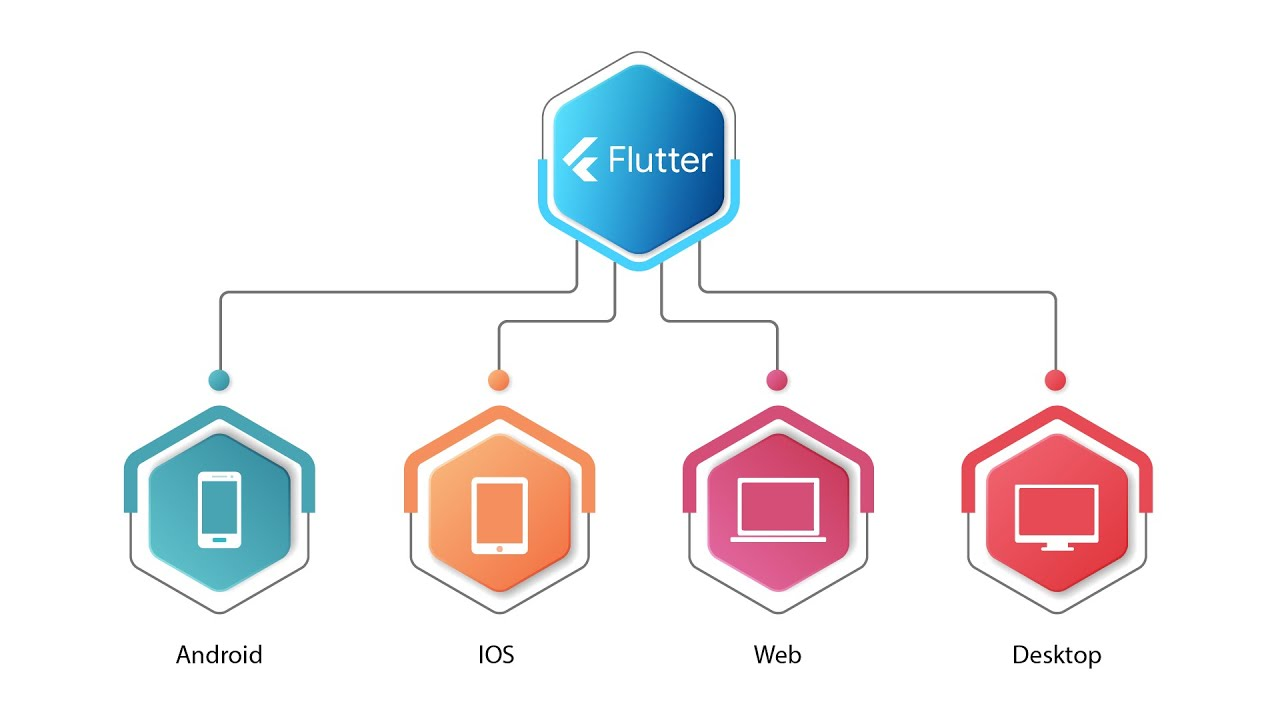 Flutter
Android
IOS
Web
Desktop